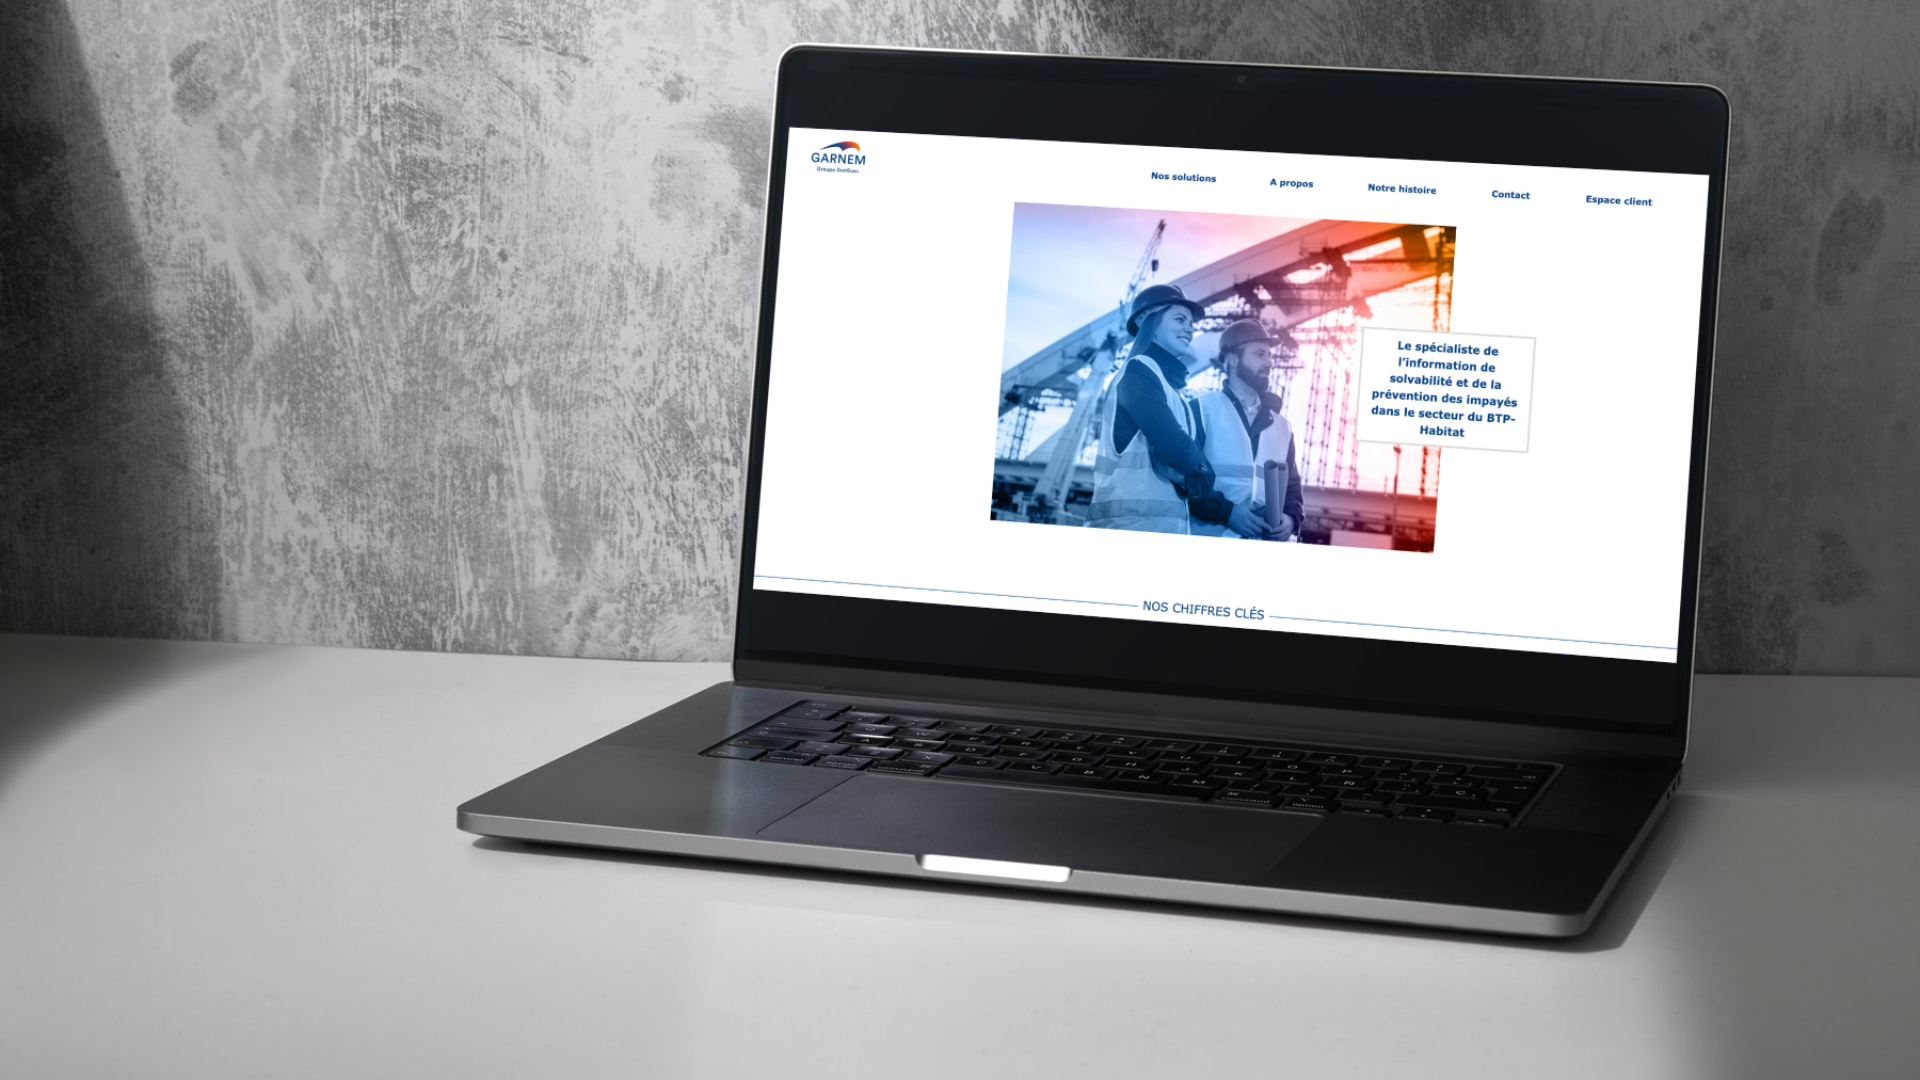 GARNEM
Nos solutions
A propos
Notre histoire
Contact
Espace client
Le spécialiste de
l'information de
solvabilité et de la
prévention des impayés
dans le secteur du BTP-
Habitat
NOS CHIFFRES CLÉS